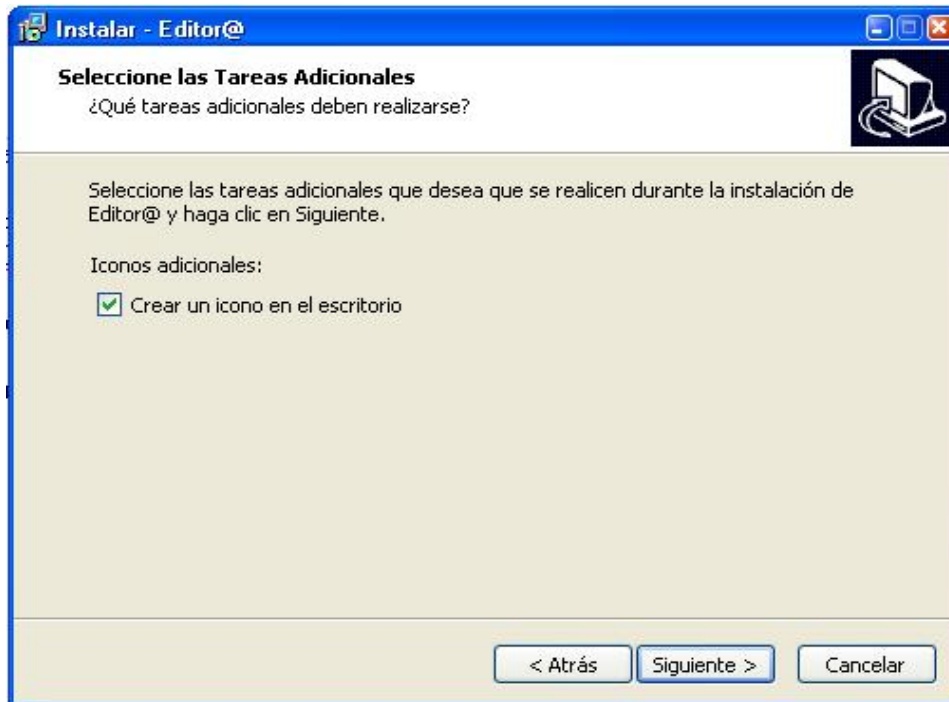 Instalar - Editor@
Seleccione las Tareas Adicionales
¿Qué tareas adicionales deben realizarse?
Seleccione las tareas adicionales que desea que se realicen durante la instalación de
Editor@ y haga clic en Siguiente.
Iconos adicionales:
Crear un icono en el escritorio
< Atrás
Siguiente >
Cancelar